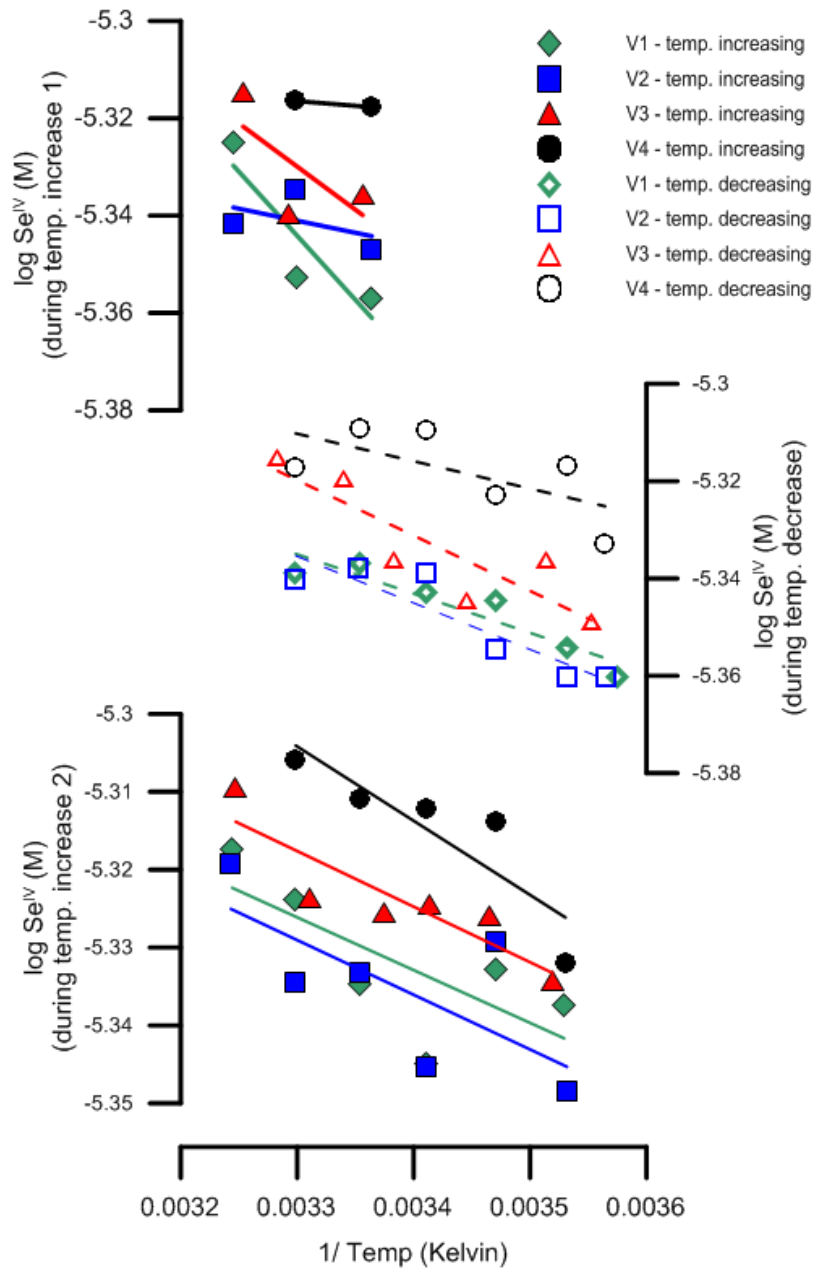 -5.3
-5.32
-5.34
-5.36
-5.38
log Se^IV (M)
(during temp. increase 1)
V1 - temp. increasing
V2 - temp. increasing
V3 - temp. increasing
V4 - temp. increasing
V1 - temp. decreasing
V2 - temp. decreasing
V3 - temp. decreasing
V4 - temp. decreasing
-5.3
-5.32
-5.34
-5.36
-5.38
log Se^IV (M)
(during temp. decrease)
-5.3
-5.31
-5.32
-5.33
-5.34
-5.35
log Se^IV (M)
(during temp. increase 2)
0.0032 0.0033 0.0034 0.0035 0.0036
1/ Temp (Kelvin)